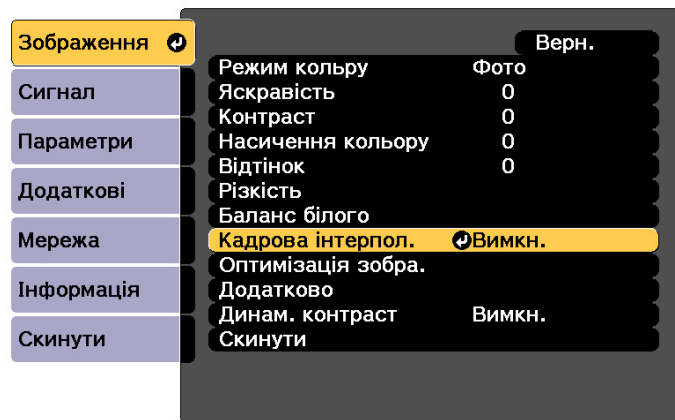 Зображення
Сигнал
Параметри
Додаткові
Мережа
Інформація
Скинути
Верн.
Режим кольру Фото
Яскравість 0
Контраст 0
Насичення кольору 0
Відтінок 0
Різкість
Баланс білого
Кадрова інтерпол. Вимкн.
Оптимізація зобра.
Додатково
Динам. контраст Вимкн.
Скинути